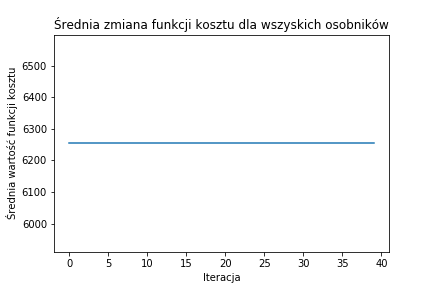 Średnia zmiana funkcji kosztu dla wszyskich osobników
Średnia wartość funkcji kosztu
6500
6400
6300
6200
6100
6000
0 5 10 15 20 25 30 35 40
Iteracja